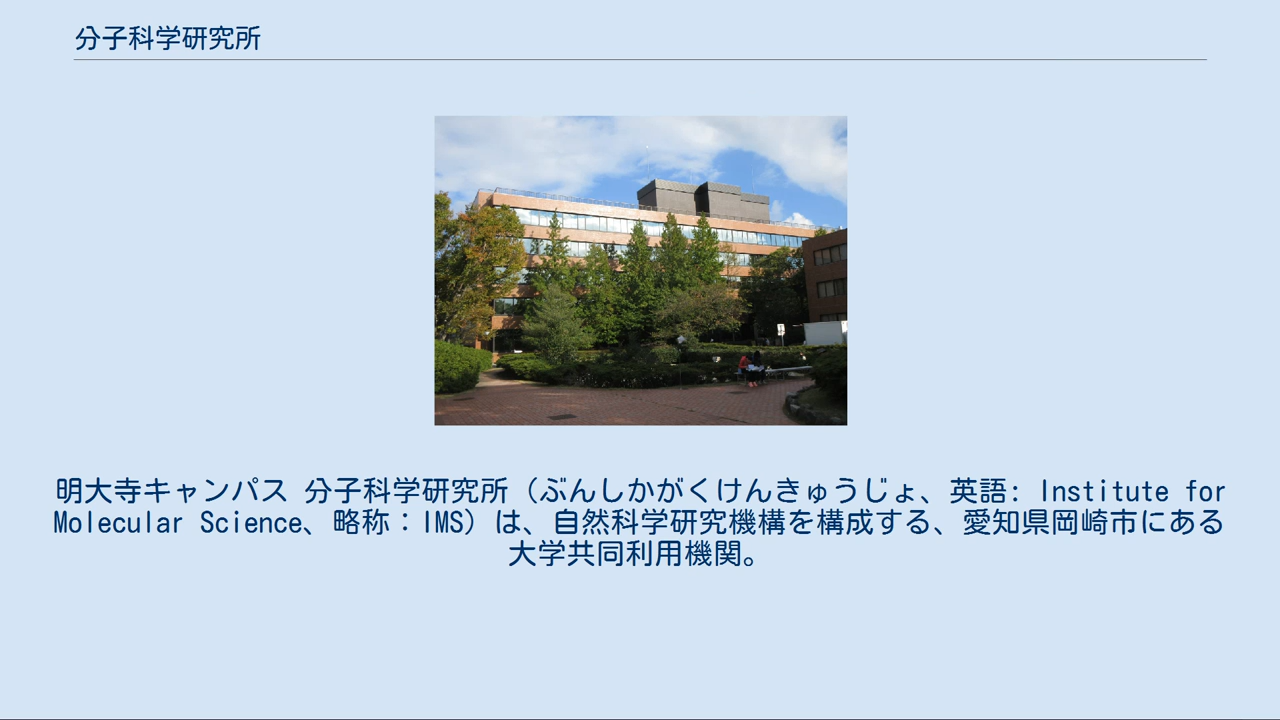 分子科学研究所
明大寺キャンパス 分子科学研究所（ぶんしかがくけんきゅうじょ、英語: Institute for
Molecular Science、略称：IMS）は、自然科学研究機構を構成する、愛知県岡崎市にある
大学共同利用機関。